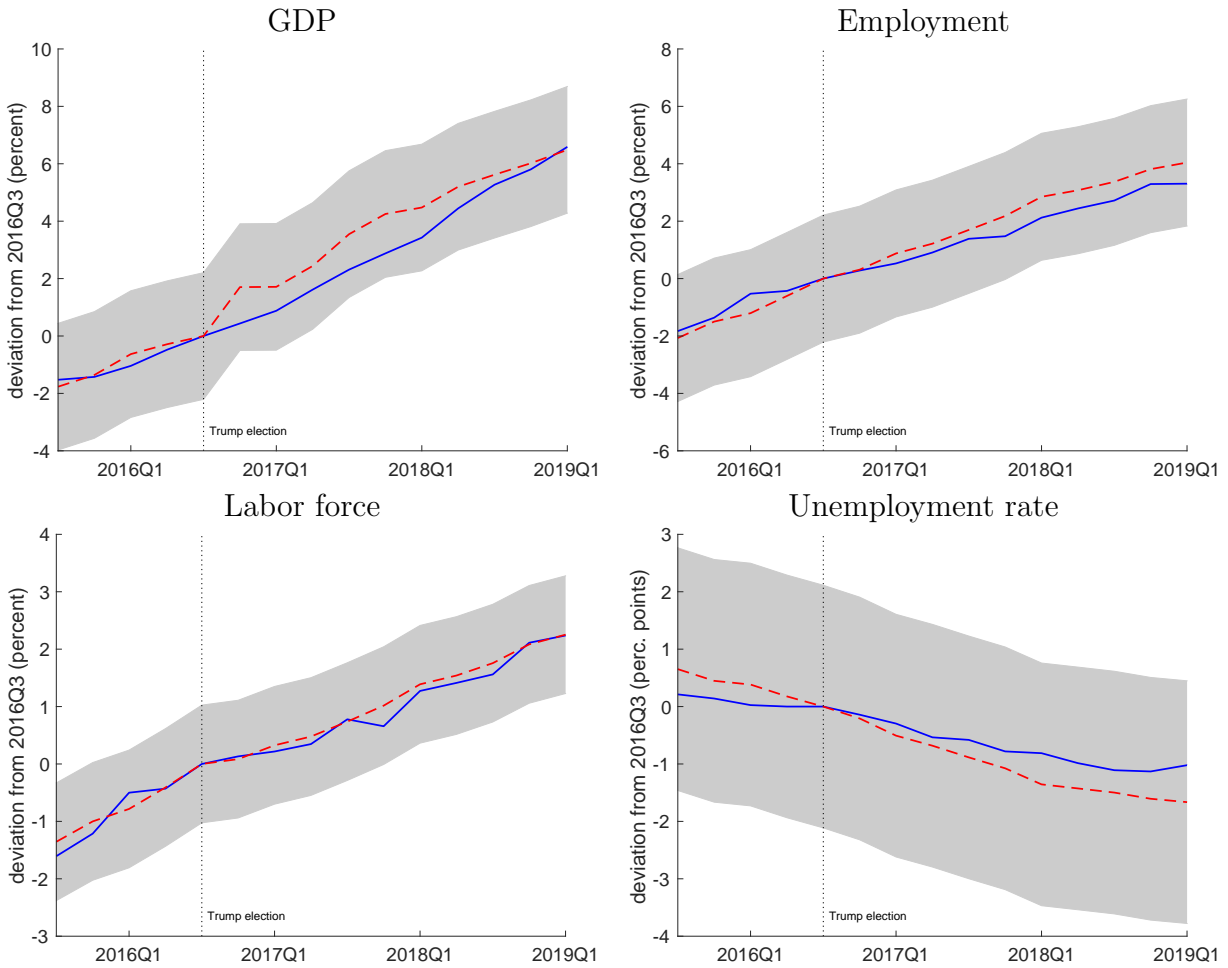 GDP
deviation from 2016Q3 (percent)
10
8
6
4
2
0
-2
-4
Trump election
2016Q1 2017Q1 2018Q1 2019Q1
Employment
deviation from 2016Q3 (percent)
8
6
4
2
0
-2
-4
-6
Trump election
2016Q1 2017Q1 2018Q1 2019Q1
Labor force
deviation from 2016Q3 (percent)
4
3
2
1
0
-1
-2
-3
Trump election
2016Q1 2017Q1 2018Q1 2019Q1
Unemployment rate
deviation from 2016Q3 (perc. points)
3
2
1
0
-1
-2
-3
-4
Trump election
2016Q1 2017Q1 2018Q1 2019Q1